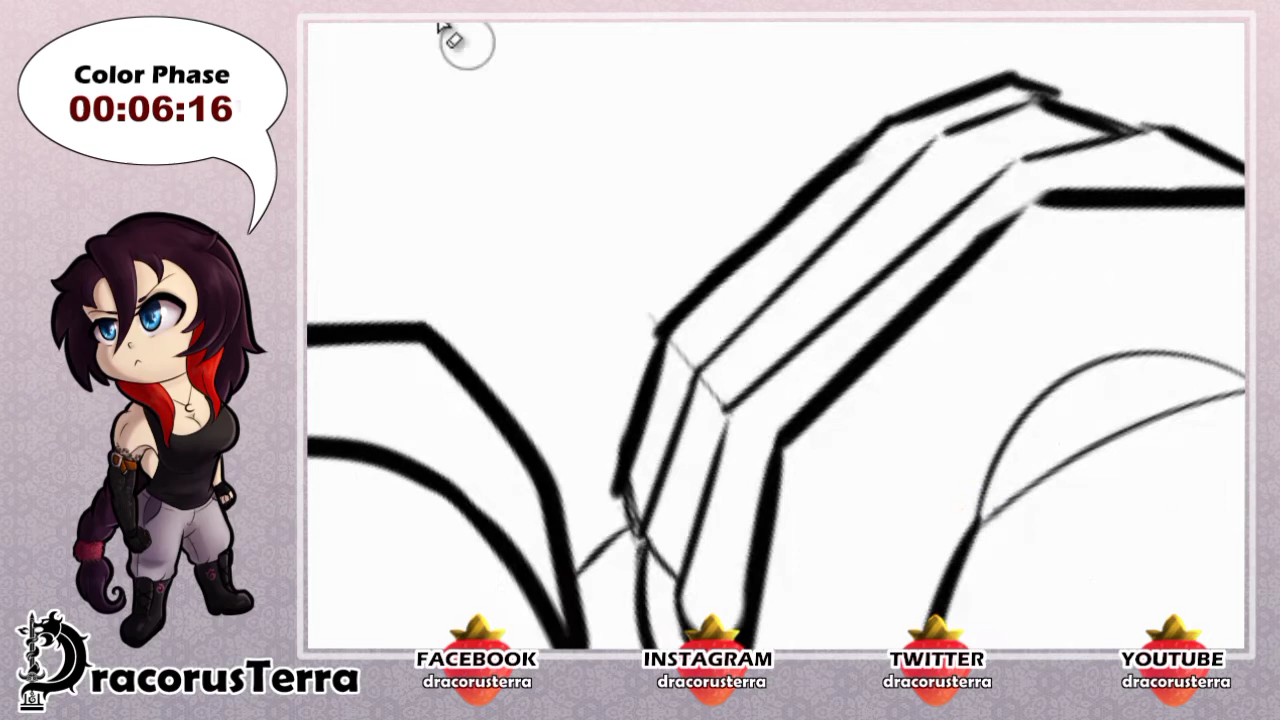 Color Phase
00:06:16
DracorusTerra
FACEBOOK
dracorusterra
INSTAGRAM
dracorusterra
TWITTER
dracorusterra
YOUTUBE
dracorusterra